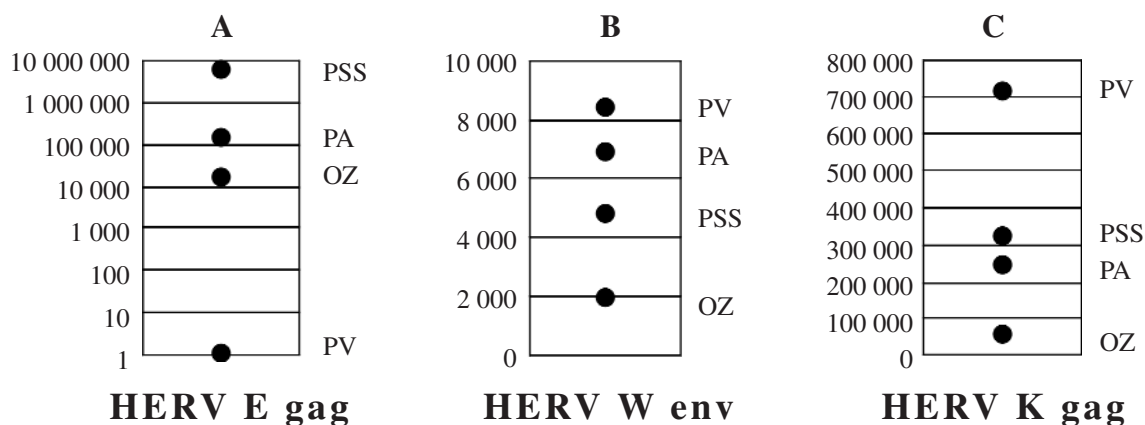 A
10 000 000
1 000 000
100 000
10 000
1 000
100
10
1
PSS
PA
OZ
PV
HERV E gag
B
10 000
8 000
6 000
4 000
2 000
0
PV
PA
PSS
OZ
HERV W env
C
800 000
700 000
600 000
500 000
400 000
300 000
200 000
100 000
0
PV
PSS
PA
OZ
HERV K gag